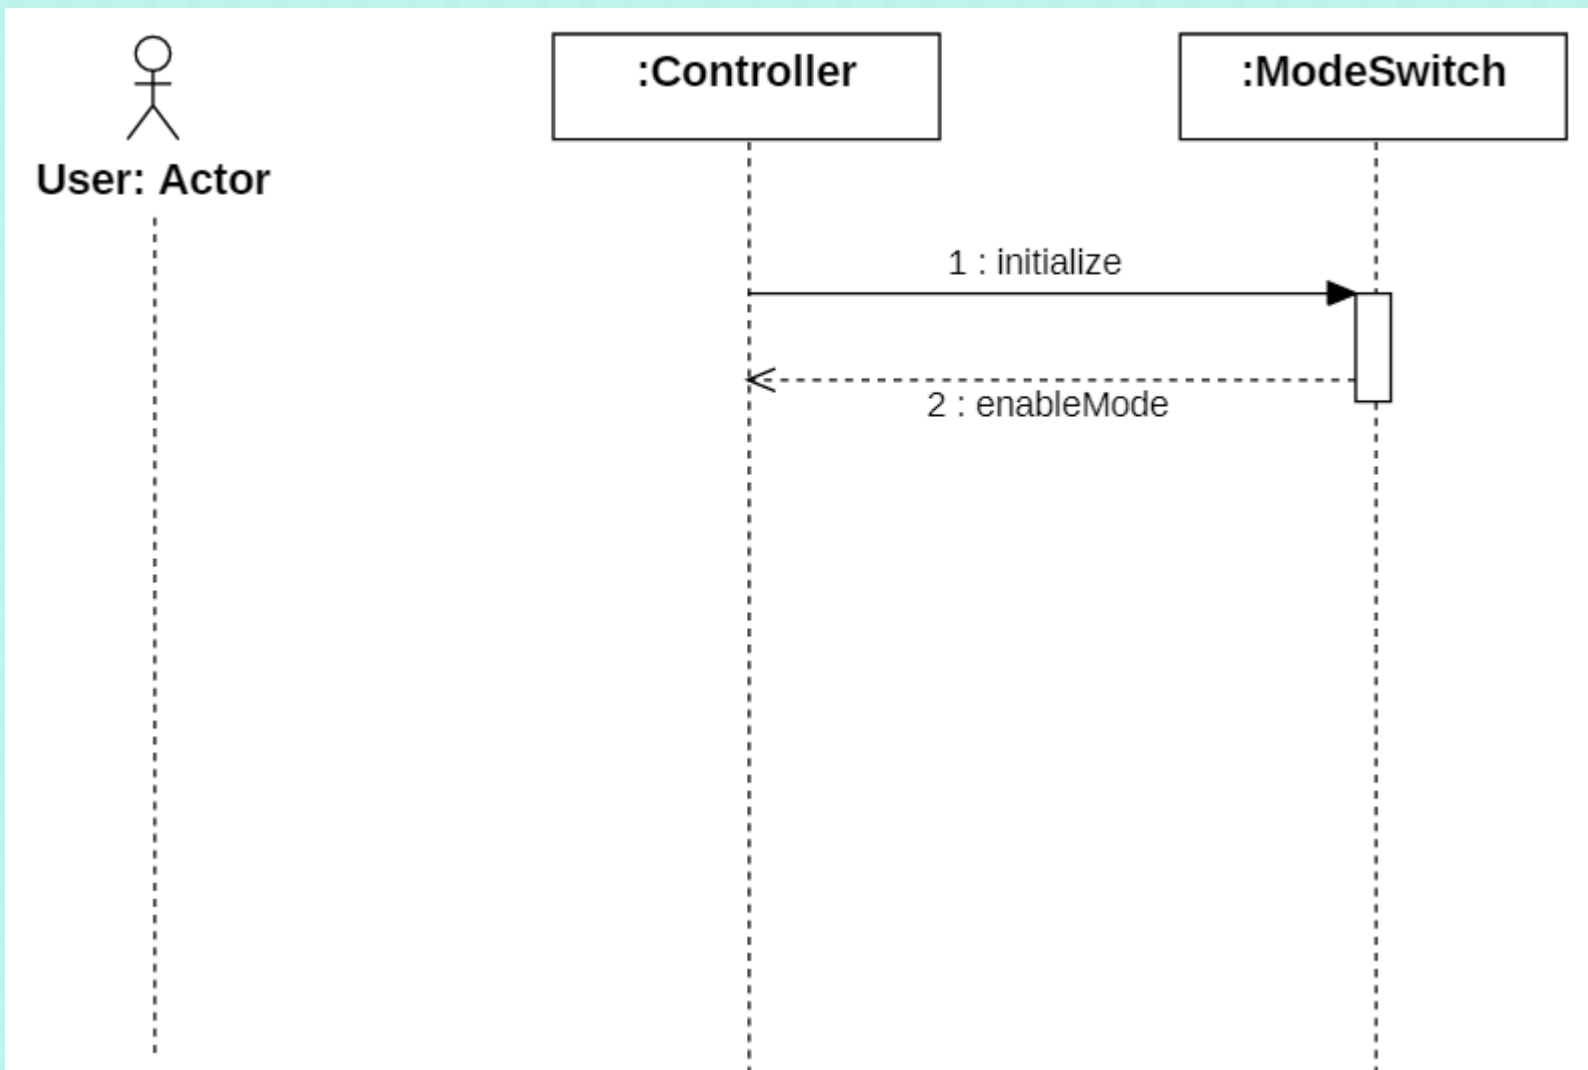 :Controller
:ModeSwitch
User: Actor
1 : initialize
2 : enableMode